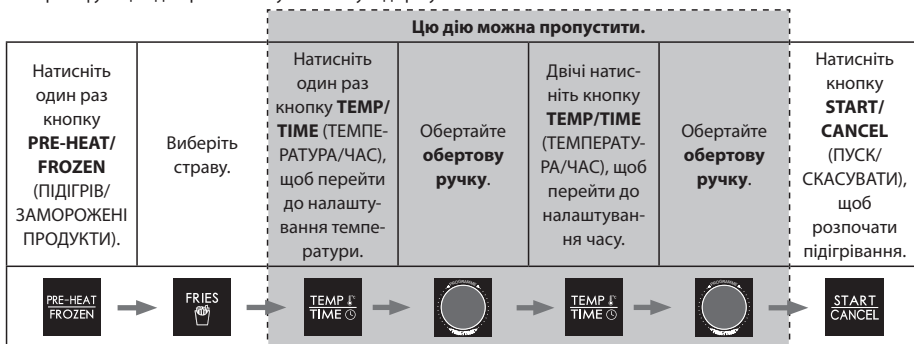 Цю дію можна пропустити.
Натисніть
один раз
кнопку
PRE-HEAT/
FROZEN
(ПІДІГРІВ/
ЗАМОРОЖЕНІ
ПРОДУКТИ).
Виберіть
страву.
Натисніть
один раз
кнопку TEMP/
TIME (ТЕМПЕ-
РАТУРА/ЧАС),
щоб перейти
до налашту-
вання темпе-
ратури.
Обертайте
обертову
ручку.
Двічі натис-
ніть кнопку
TEMP/TIME
(ТЕМПЕРАТУ-
РА/ЧАС), щоб
перейти до
налаштуван-
ня часу.
Обертайте
обертову
ручку.
Натисніть
кнопку
START/
CANCEL
(ПУСК/
СКАСУВАТИ),
щоб
розпочати
підігрівання.
PRE-HEAT
FROZEN
FRIES
TEMP
TIME
TEMP
TIME
START
CANCEL